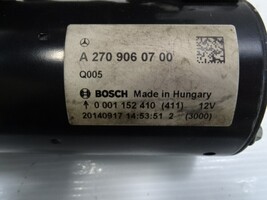 A 270 906 07 00
Q005
BOSCH Made in Hungary
0 001 152 410 (411) 12V
20140917 14:53:51 2 (3000)